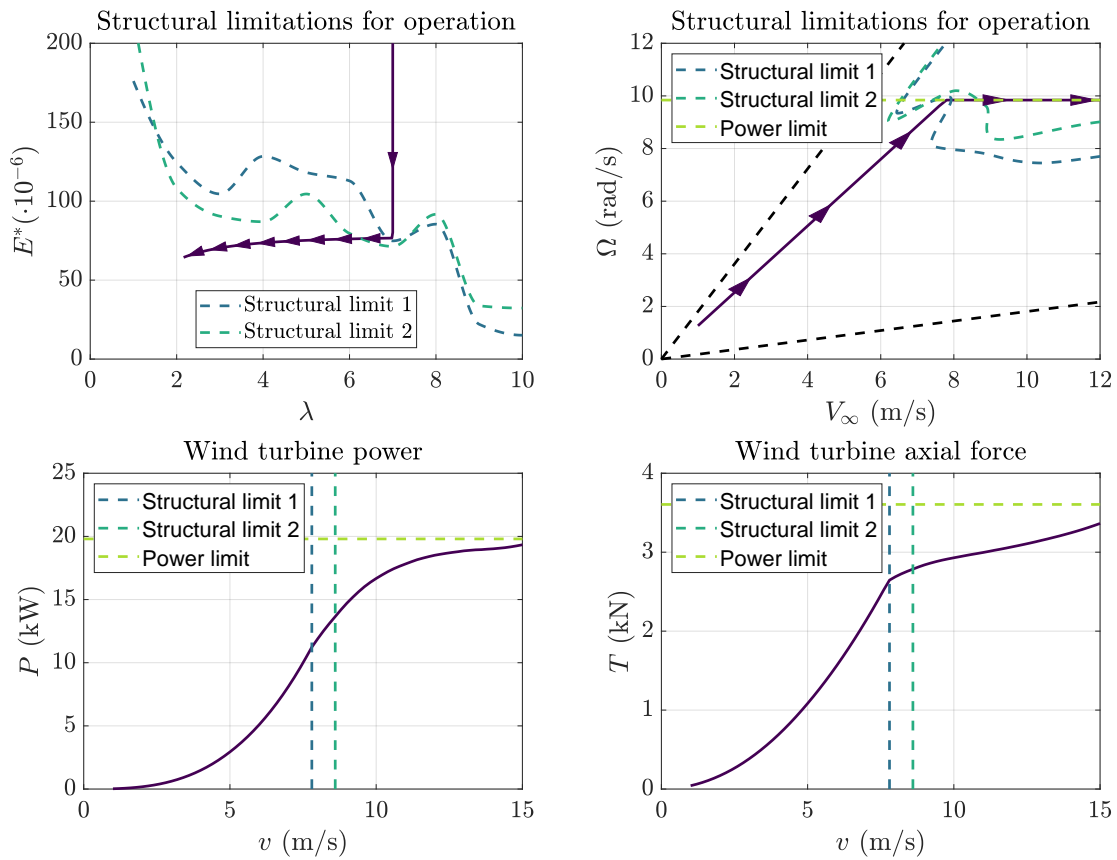 Structural limitations for operation
200
150
100
50
0
E*(·10⁻⁶)
0
2
4
6
8
10
λ
Structural limit 1
Structural limit 2
Structural limitations for operation
12
10
8
6
4
2
0
Ω (rad/s)
0
2
4
6
8
10
12
V∞ (m/s)
Structural limit 1
Structural limit 2
Power limit
Wind turbine power
25
20
15
10
5
0
P (kW)
0
5
10
15
v (m/s)
Structural limit 1
Structural limit 2
Power limit
Wind turbine axial force
4
3
2
1
0
T (kN)
0
5
10
15
v (m/s)
Structural limit 1
Structural limit 2
Power limit